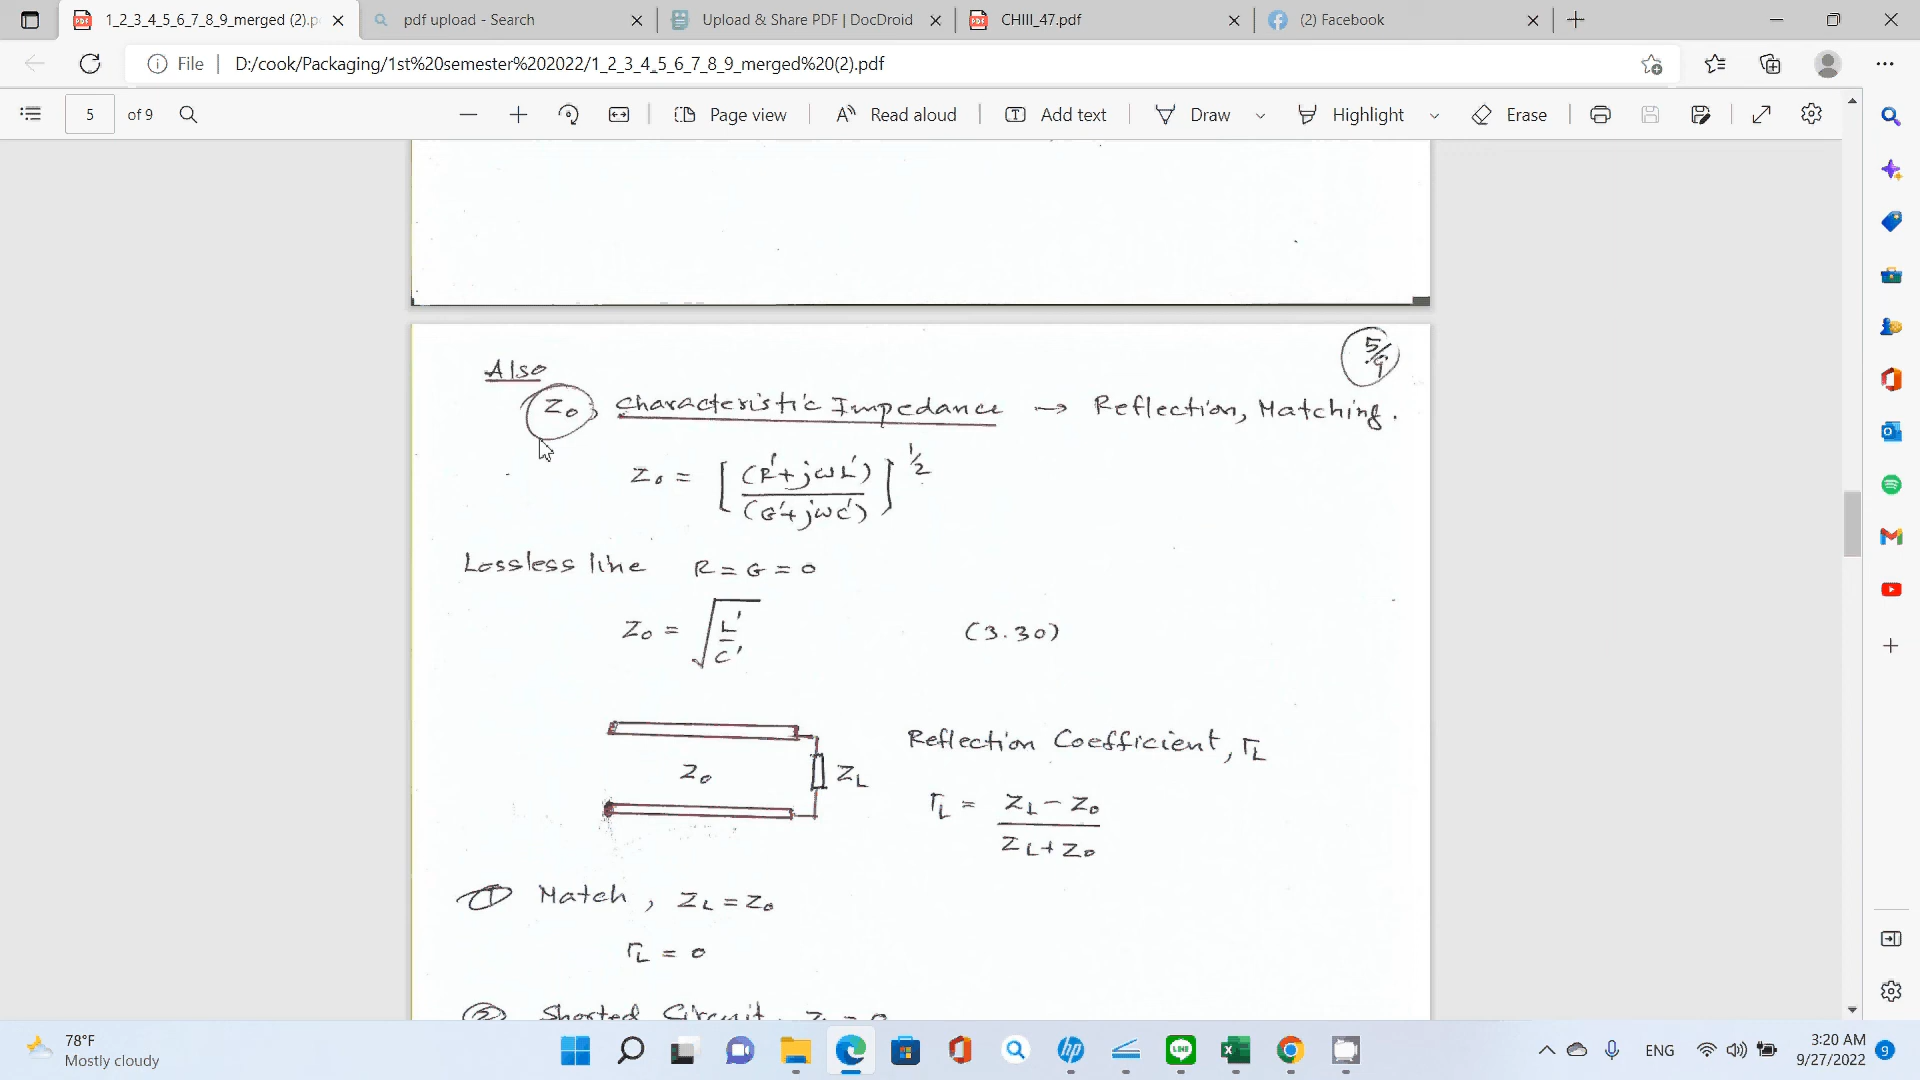 1_2_3_4_5_6_7_8_9_merged (2).p
pdf upload - Search
Upload & Share PDF | DocDroid
CHIII_47.pdf
(2) Facebook
File
D:/cook/Packaging/1st%20semester%202022/1_2_3_4_5_6_7_8_9_merged%20(2).pdf
5 of 9
Page view
Read aloud
Add text
Draw
Highlight
Erase
5/9
Also
Z₀, Characteristic Impedance → Reflection, Matching.
Z₀ = [(R'+jωL')/(G'+jωC')]^1/2
Lossless line R = G = 0
Z₀ = √(L'/C') (3.30)
Z₀
Z_L
Reflection Coefficient, Γ_L
Γ_L = (Z_L - Z₀)/(Z_L + Z₀)
① Match, Z_L = Z₀
Γ_L = 0
② Shorted Circuit,
78°F
Mostly cloudy
ENG
3:20 AM
9/27/2022
9